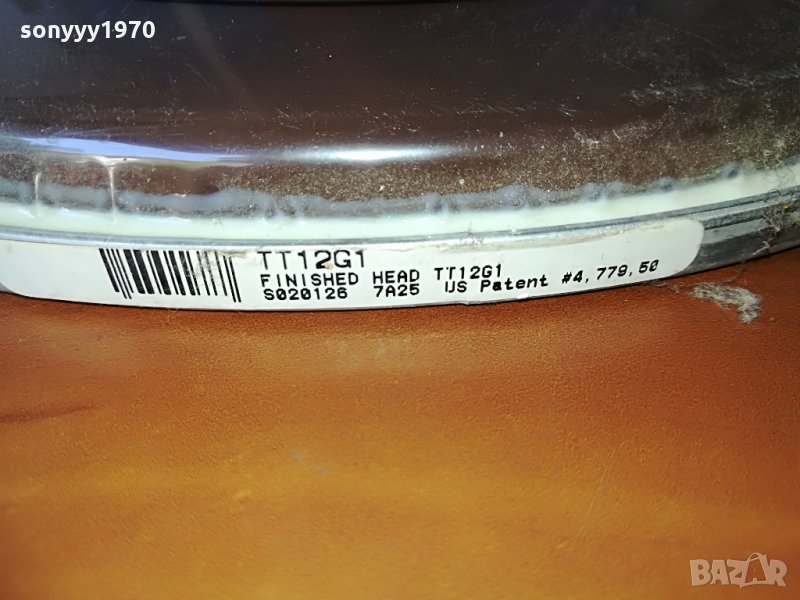 sonyyy1970
TT12G1
FINISHED HEAD TT12G1
S020126 7A25 US Patent #4,779,50
BAZAR